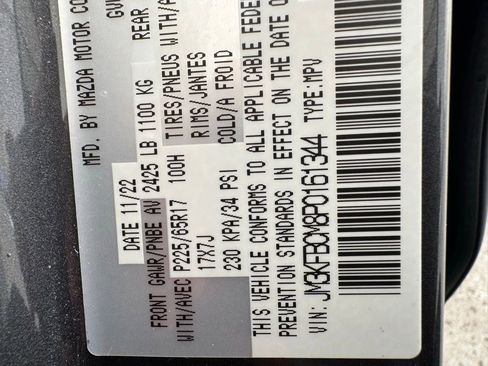 MFD. BY MAZDA MOTOR CO
DATE 11/22 GV
FRONT GAWR/PNBE AV 2425 LB 1100 KG REAR
WITH/AVEC P225/65R17 100H TIRES/PNEUS WITH/A
17X7J RIMS/JANTES
230 KPA/34 PSI COLD/A FROID
THIS VEHICLE CONFORMS TO ALL APPLICABLE FEDE
PREVENTION STANDARDS IN EFFECT ON THE DATE O
VIN: JM3KFBCM8P0161344 TYPE: MPV